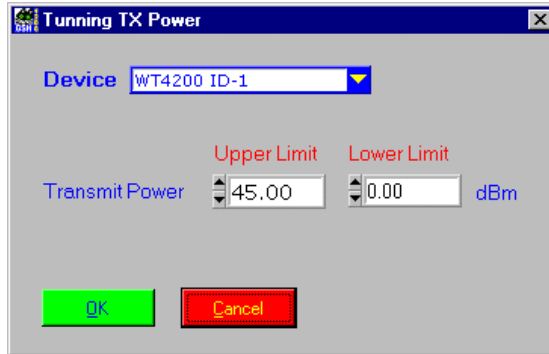 GSM
Tunning TX Power
Device WT4200 ID-1
Upper Limit Lower Limit
Transmit Power 45.00 0.00 dBm
OK Cancel